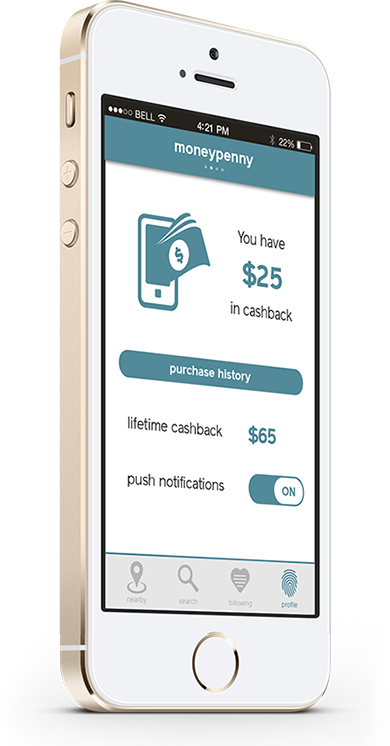 BELL 4:21 PM 22%
moneypenny
You have
$25
in cashback
purchase history
lifetime cashback $65
push notifications ON
nearby search following profile